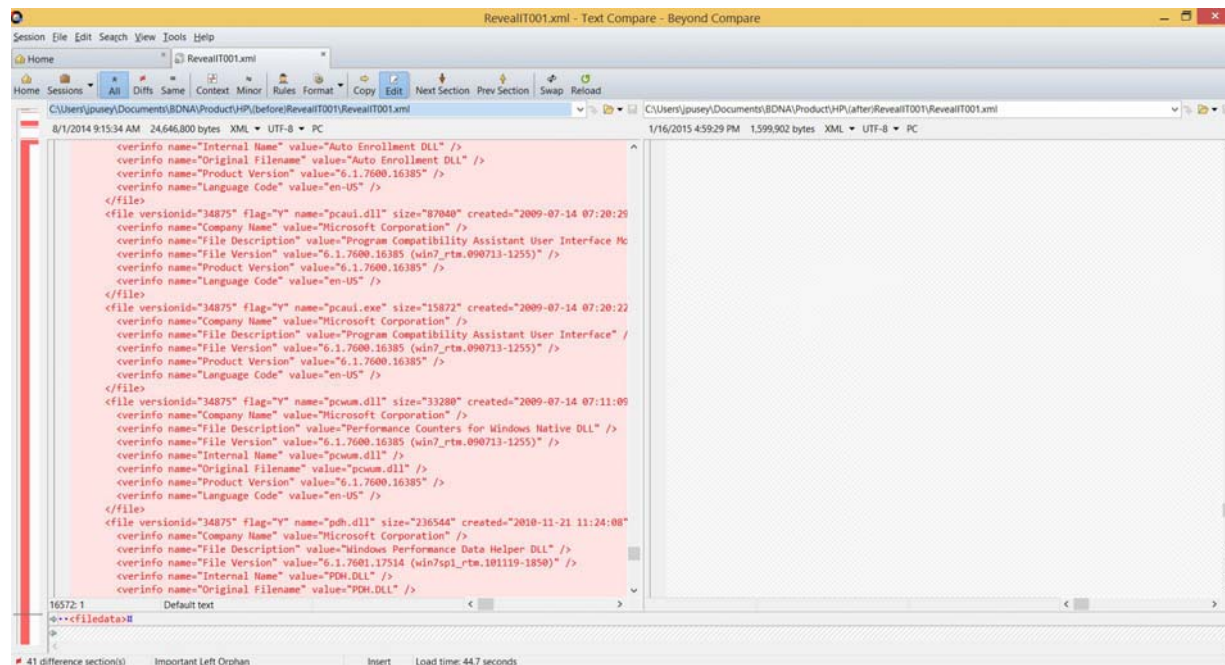 RevealIT001.xml - Text Compare - Beyond Compare
Session File Edit Search View Tools Help
Home RevealIT001.xml
Home Sessions All Diffs Same Context Minor Rules Format Copy Edit Next Section Prev Section Swap Reload
C:\Users\jpusey\Documents\BDNA\Product\HP\(before)RevealIT001\RevealIT001.xml C:\Users\jpusey\Documents\BDNA\Product\HP\(after)RevealIT001\RevealIT001.xml
8/1/2014 9:15:34 AM 24,646,800 bytes XML UTF-8 PC 1/16/2015 4:59:29 PM 1,599,902 bytes XML UTF-8 PC
<verinfo name="Internal Name" value="Auto Enrollment DLL" />
<verinfo name="Original Filename" value="Auto Enrollment DLL" />
<verinfo name="Product Version" value="6.1.7600.16385" />
<verinfo name="Language Code" value="en-US" />
</file>
<file versionid="34875" flag="Y" name="pcaui.dll" size="87040" created="2009-07-14 07:20:29
<verinfo name="Company Name" value="Microsoft Corporation" />
<verinfo name="File Description" value="Program Compatibility Assistant User Interface Mo
<verinfo name="File Version" value="6.1.7600.16385 (win7_rtm.090713-1255)" />
<verinfo name="Product Version" value="6.1.7600.16385" />
<verinfo name="Language Code" value="en-US" />
</file>
<file versionid="34875" flag="Y" name="pcaui.exe" size="15872" created="2009-07-14 07:20:22
<verinfo name="Company Name" value="Microsoft Corporation" />
<verinfo name="File Description" value="Program Compatibility Assistant User Interface" /
<verinfo name="File Version" value="6.1.7600.16385 (win7_rtm.090713-1255)" />
<verinfo name="Product Version" value="6.1.7600.16385" />
<verinfo name="Language Code" value="en-US" />
</file>
<file versionid="34875" flag="Y" name="pcwum.dll" size="33280" created="2009-07-14 07:11:09
<verinfo name="Company Name" value="Microsoft Corporation" />
<verinfo name="File Description" value="Performance Counters for Windows Native DLL" />
<verinfo name="File Version" value="6.1.7600.16385 (win7_rtm.090713-1255)" />
<verinfo name="Internal Name" value="pcwum.dll" />
<verinfo name="Original Filename" value="pcwum.dll" />
<verinfo name="Product Version" value="6.1.7600.16385" />
<verinfo name="Language Code" value="en-US" />
</file>
<file versionid="34875" flag="Y" name="pdh.dll" size="236544" created="2010-11-21 11:24:08"
<verinfo name="Company Name" value="Microsoft Corporation" />
<verinfo name="File Description" value="Windows Performance Data Helper DLL" />
<verinfo name="File Version" value="6.1.7601.17514 (win7sp1_rtm.101119-1850)" />
<verinfo name="Internal Name" value="PDH.DLL" />
<verinfo name="Original Filename" value="PDH.DLL" />
16572: 1 Default text
<filedata>
41 difference section(s) Important Left Orphan Insert Load time: 44.7 seconds